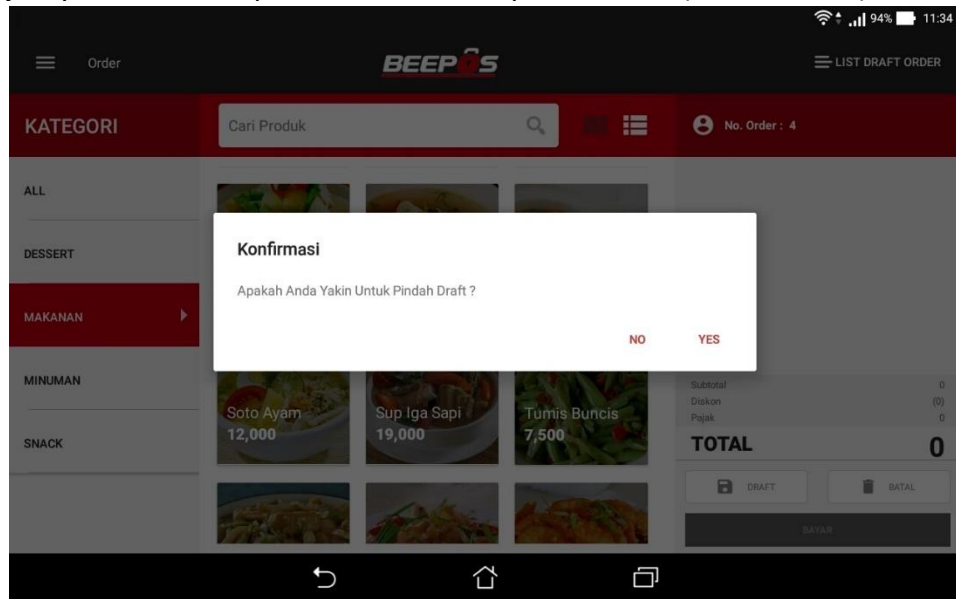 94% 11:34
Order
BEEPOS
LIST DRAFT ORDER
KATEGORI
Cari Produk
No. Order : 4
ALL
DESSERT
MAKANAN
MINUMAN
SNACK
Konfirmasi
Apakah Anda Yakin Untuk Pindah Draft ?
NO YES
Soto Ayam
12,000
Sup Iga Sapi
19,000
Tumis Buncis
7,500
Subtotal 0
Diskon (0)
Pajak 0
TOTAL 0
DRAFT
BATAL
BAYAR